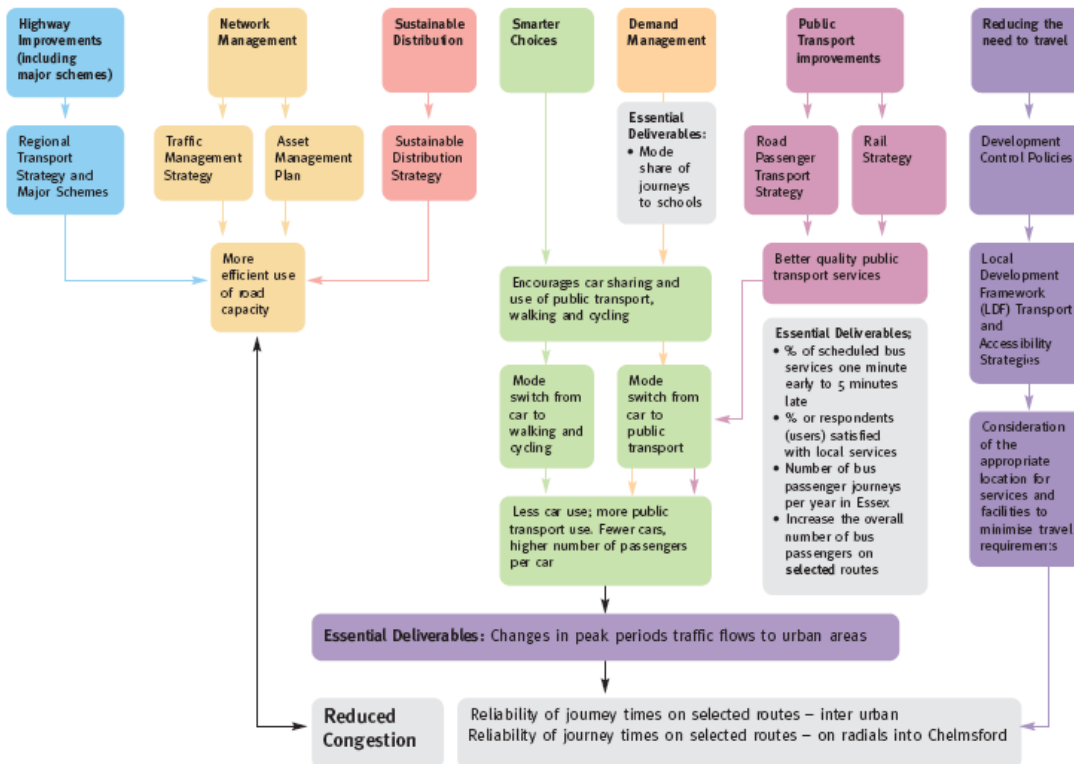 Highway
Improvements
(including
major schemes)
Network
Management
Sustainable
Distribution
Smarter
Choices
Demand
Management
Public
Transport
improvements
Reducing the
need to travel
Regional
Transport
Strategy and
Major Schemes
Traffic
Management
Strategy
Asset
Management
Plan
Sustainable
Distribution
Strategy
Essential
Deliverables:
• Mode
share of
journeys
to schools
Road
Passenger
Transport
Strategy
Rail
Strategy
Development
Control Policies
More
efficient use
of road
capacity
Encourages car sharing and
use of public transport,
walking and cycling
Better quality public
transport services
Local
Development
Framework
(LDF) Transport
and
Accessibility
Strategies
Mode
switch from
car to
walking and
cycling
Mode
switch from
car to
public
transport
Essential Deliverables;
• % of scheduled bus
services one minute
early to 5 minutes
late
• % or respondents
(users) satisfied
with local services
• Number of bus
passenger journeys
per year in Essex
• Increase the overall
number of bus
passengers on
selected routes
Consideration
of the
appropriate
location for
services and
facilities to
minimise travel
requirements
Less car use; more public
transport use. Fewer cars,
higher number of passengers
per car
Essential Deliverables: Changes in peak periods traffic flows to urban areas
Reduced
Congestion
Reliability of journey times on selected routes – inter urban
Reliability of journey times on selected routes – on radials into Chelmsford